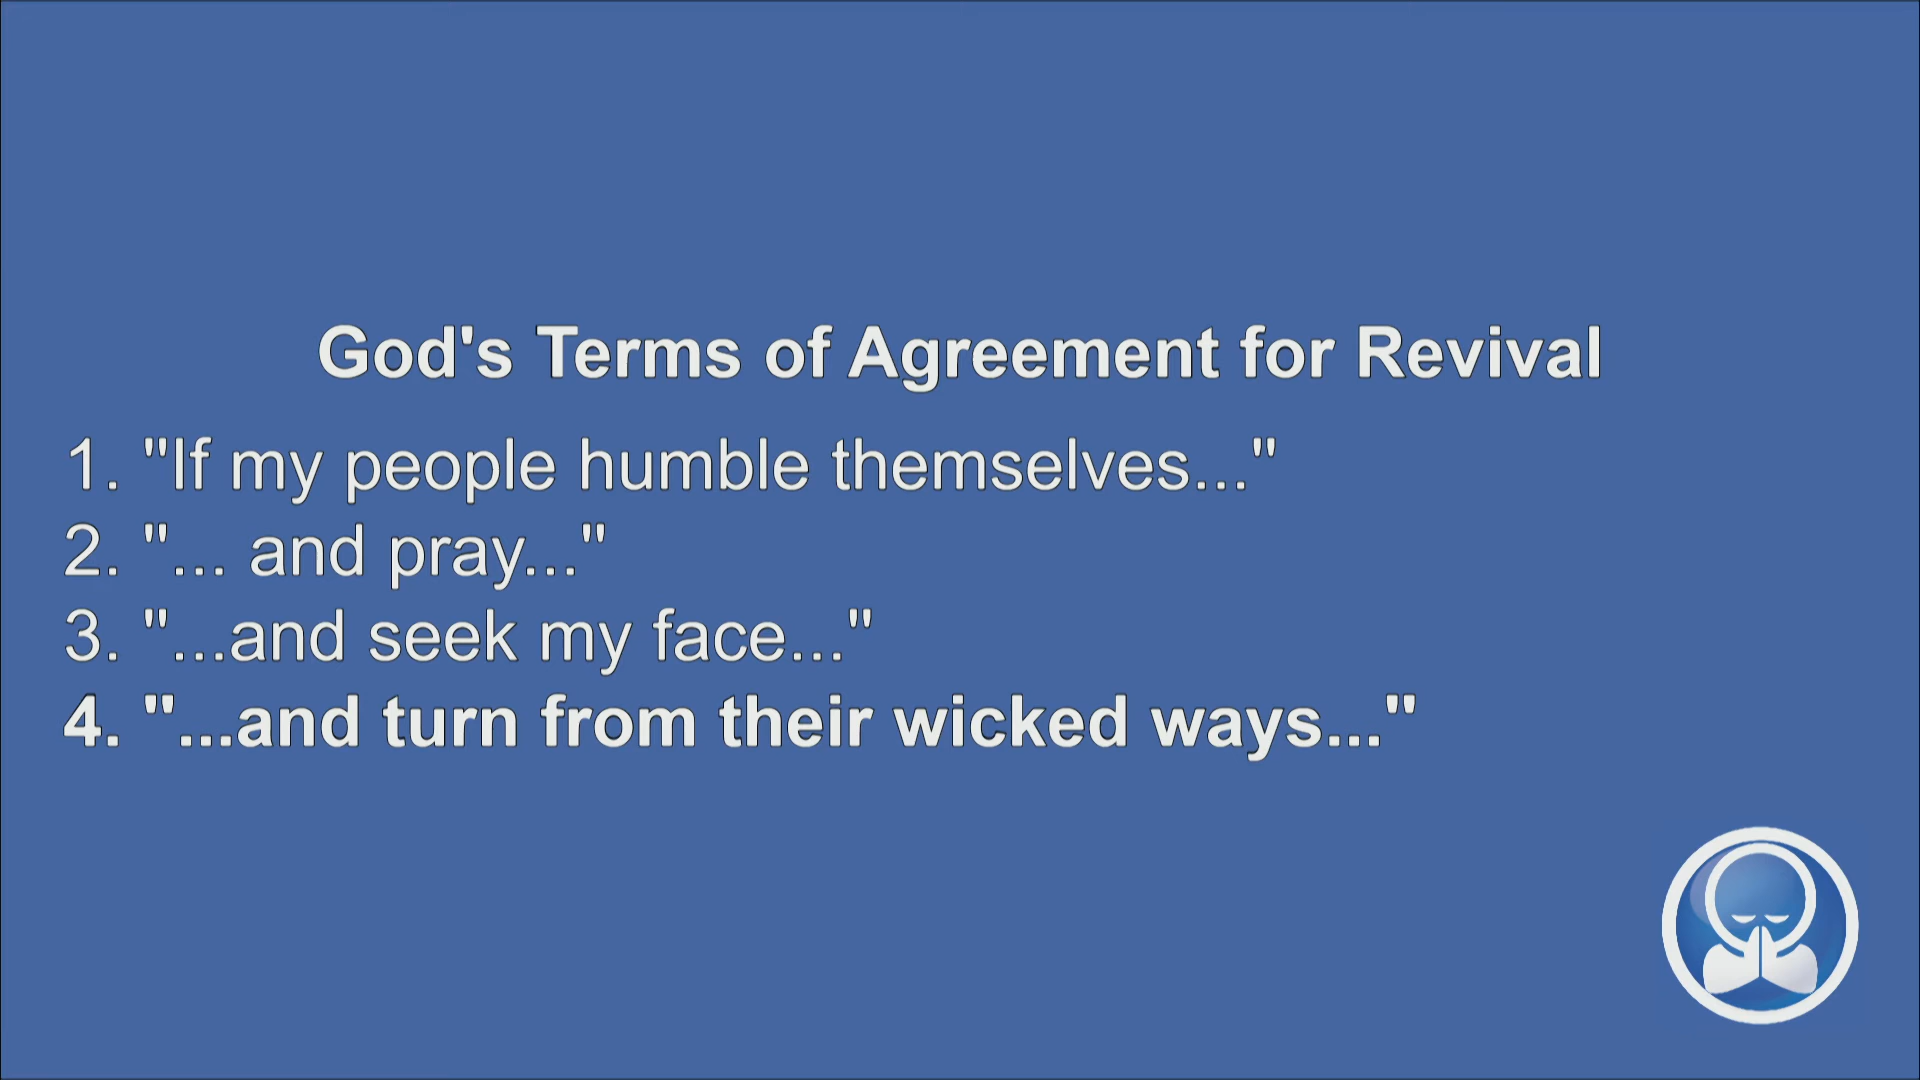 God's Terms of Agreement for Revival
1. "If my people humble themselves..."
2. "... and pray..."
3. "...and seek my face..."
4. "...and turn from their wicked ways..."